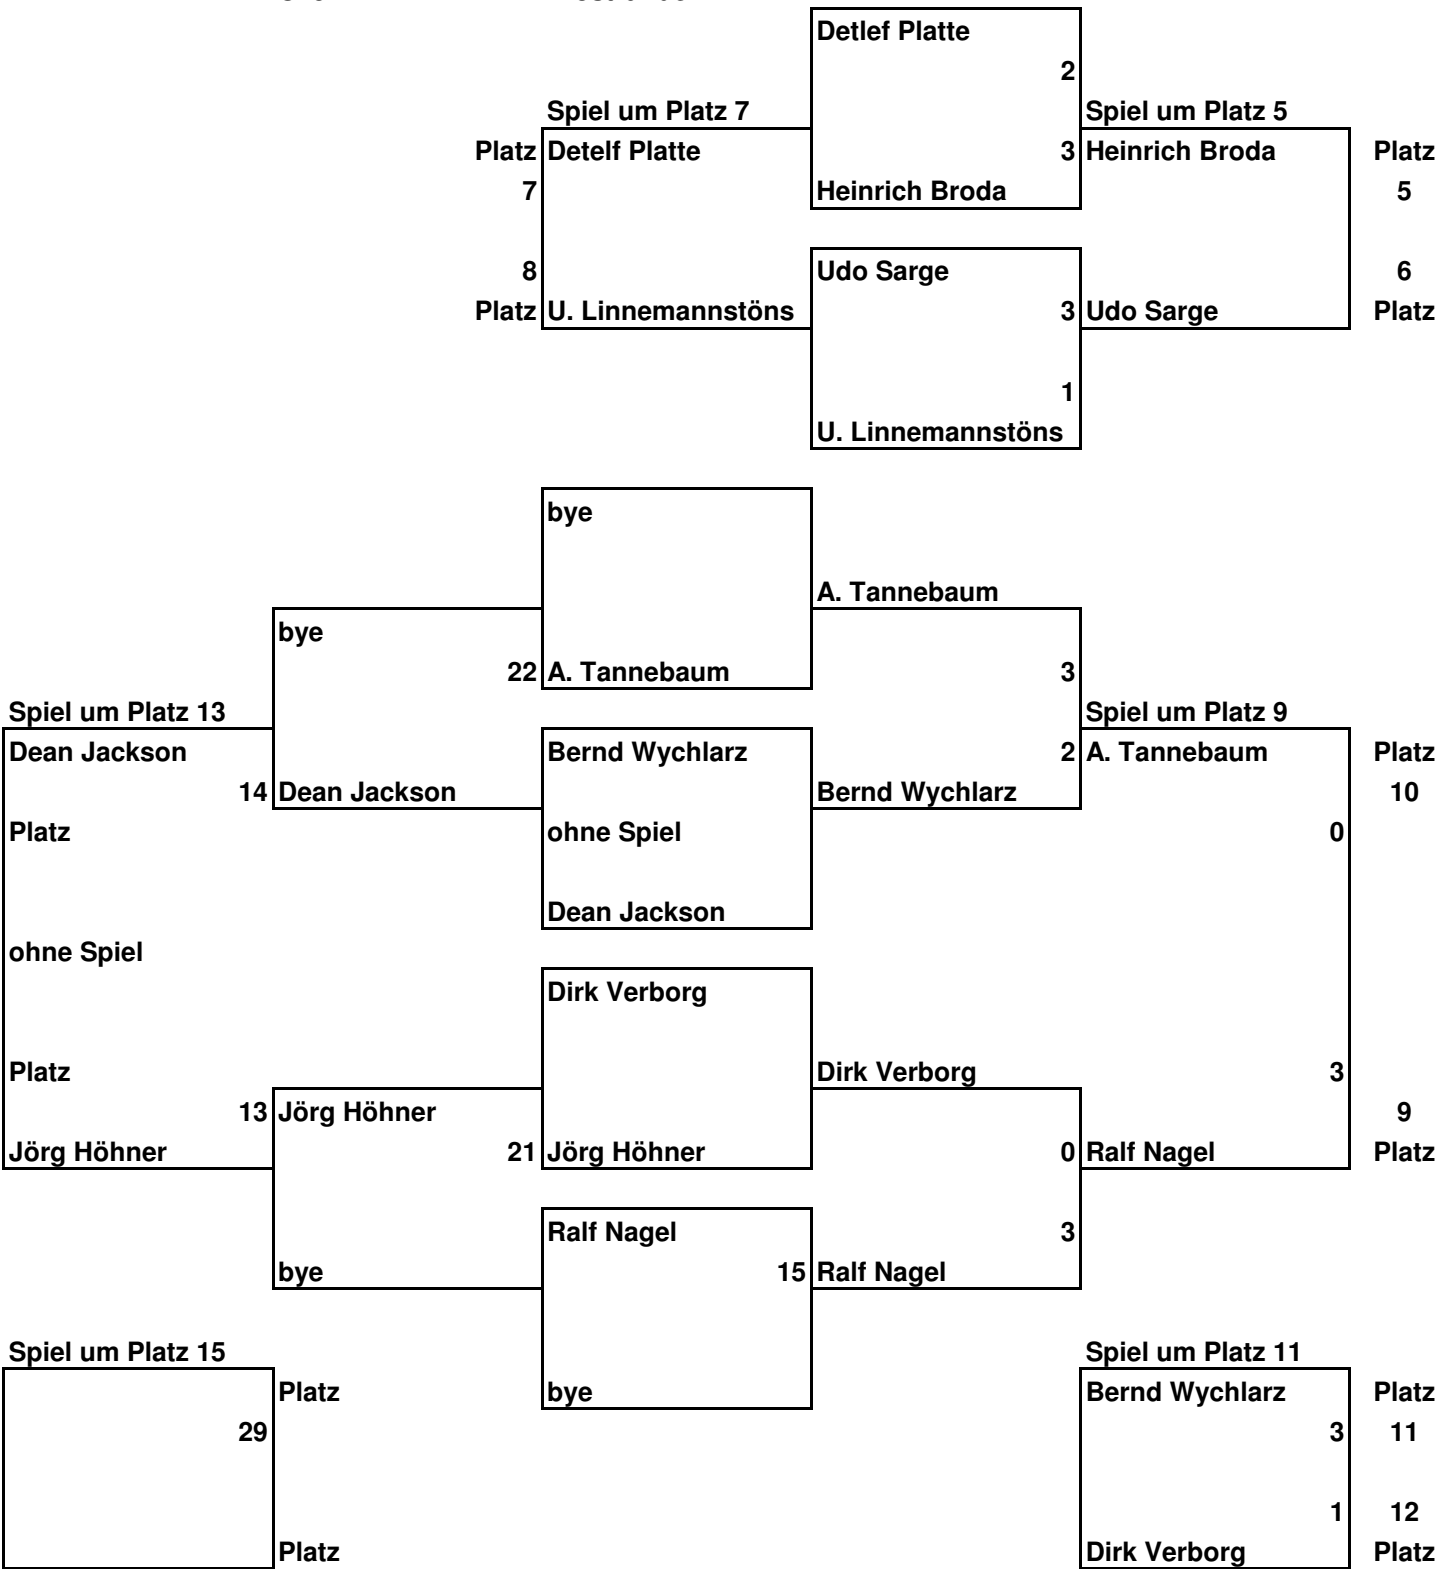 Detlef Platte
2
Spiel um Platz 7 Spiel um Platz 5
Platz Detelf Platte 3 Heinrich Broda Platz
7 Heinrich Broda 5
8 Udo Sarge 6
Platz U. Linnemannstöns 3 Udo Sarge Platz
1
U. Linnemannstöns
bye
A. Tannebaum
bye
22 A. Tannebaum 3
Spiel um Platz 13 Spiel um Platz 9
Dean Jackson Bernd Wychlarz 2 A. Tannebaum Platz
14 Dean Jackson Bernd Wychlarz 10
Platz ohne Spiel 0
Dean Jackson
ohne Spiel
Dirk Verborg
Platz Dirk Verborg 3
13 Jörg Höhner 9
Jörg Höhner 21 Jörg Höhner 0 Ralf Nagel Platz
Ralf Nagel 3
bye 15 Ralf Nagel
Spiel um Platz 15 Spiel um Platz 11
Platz bye Bernd Wychlarz Platz
29 3 11
1 12
Platz Dirk Verborg Platz